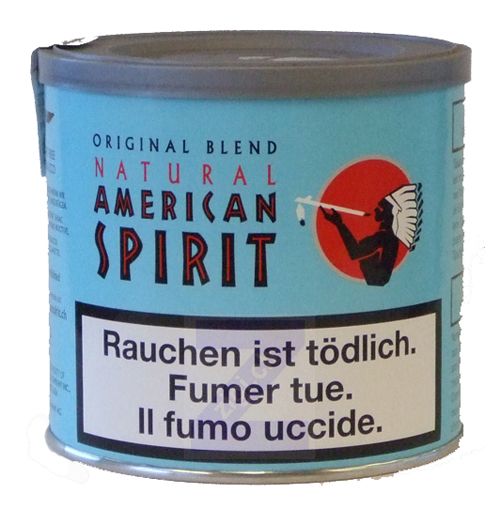 ORIGINAL BLEND
NATURAL
AMERICAN
SPIRIT
Rauchen ist tödlich.
Fumer tue.
Il fumo uccide.